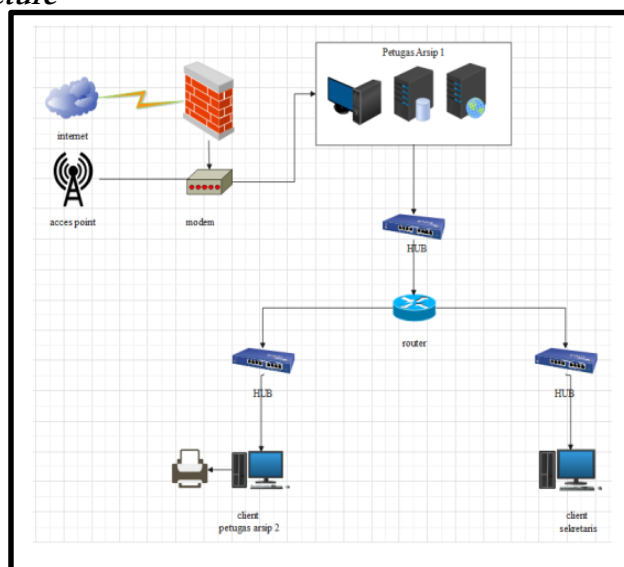 Petugas Arsip 1
internet
acces point
modem
HUB
router
HUB
HUB
client
petugas arsip 2
client
sekretaris